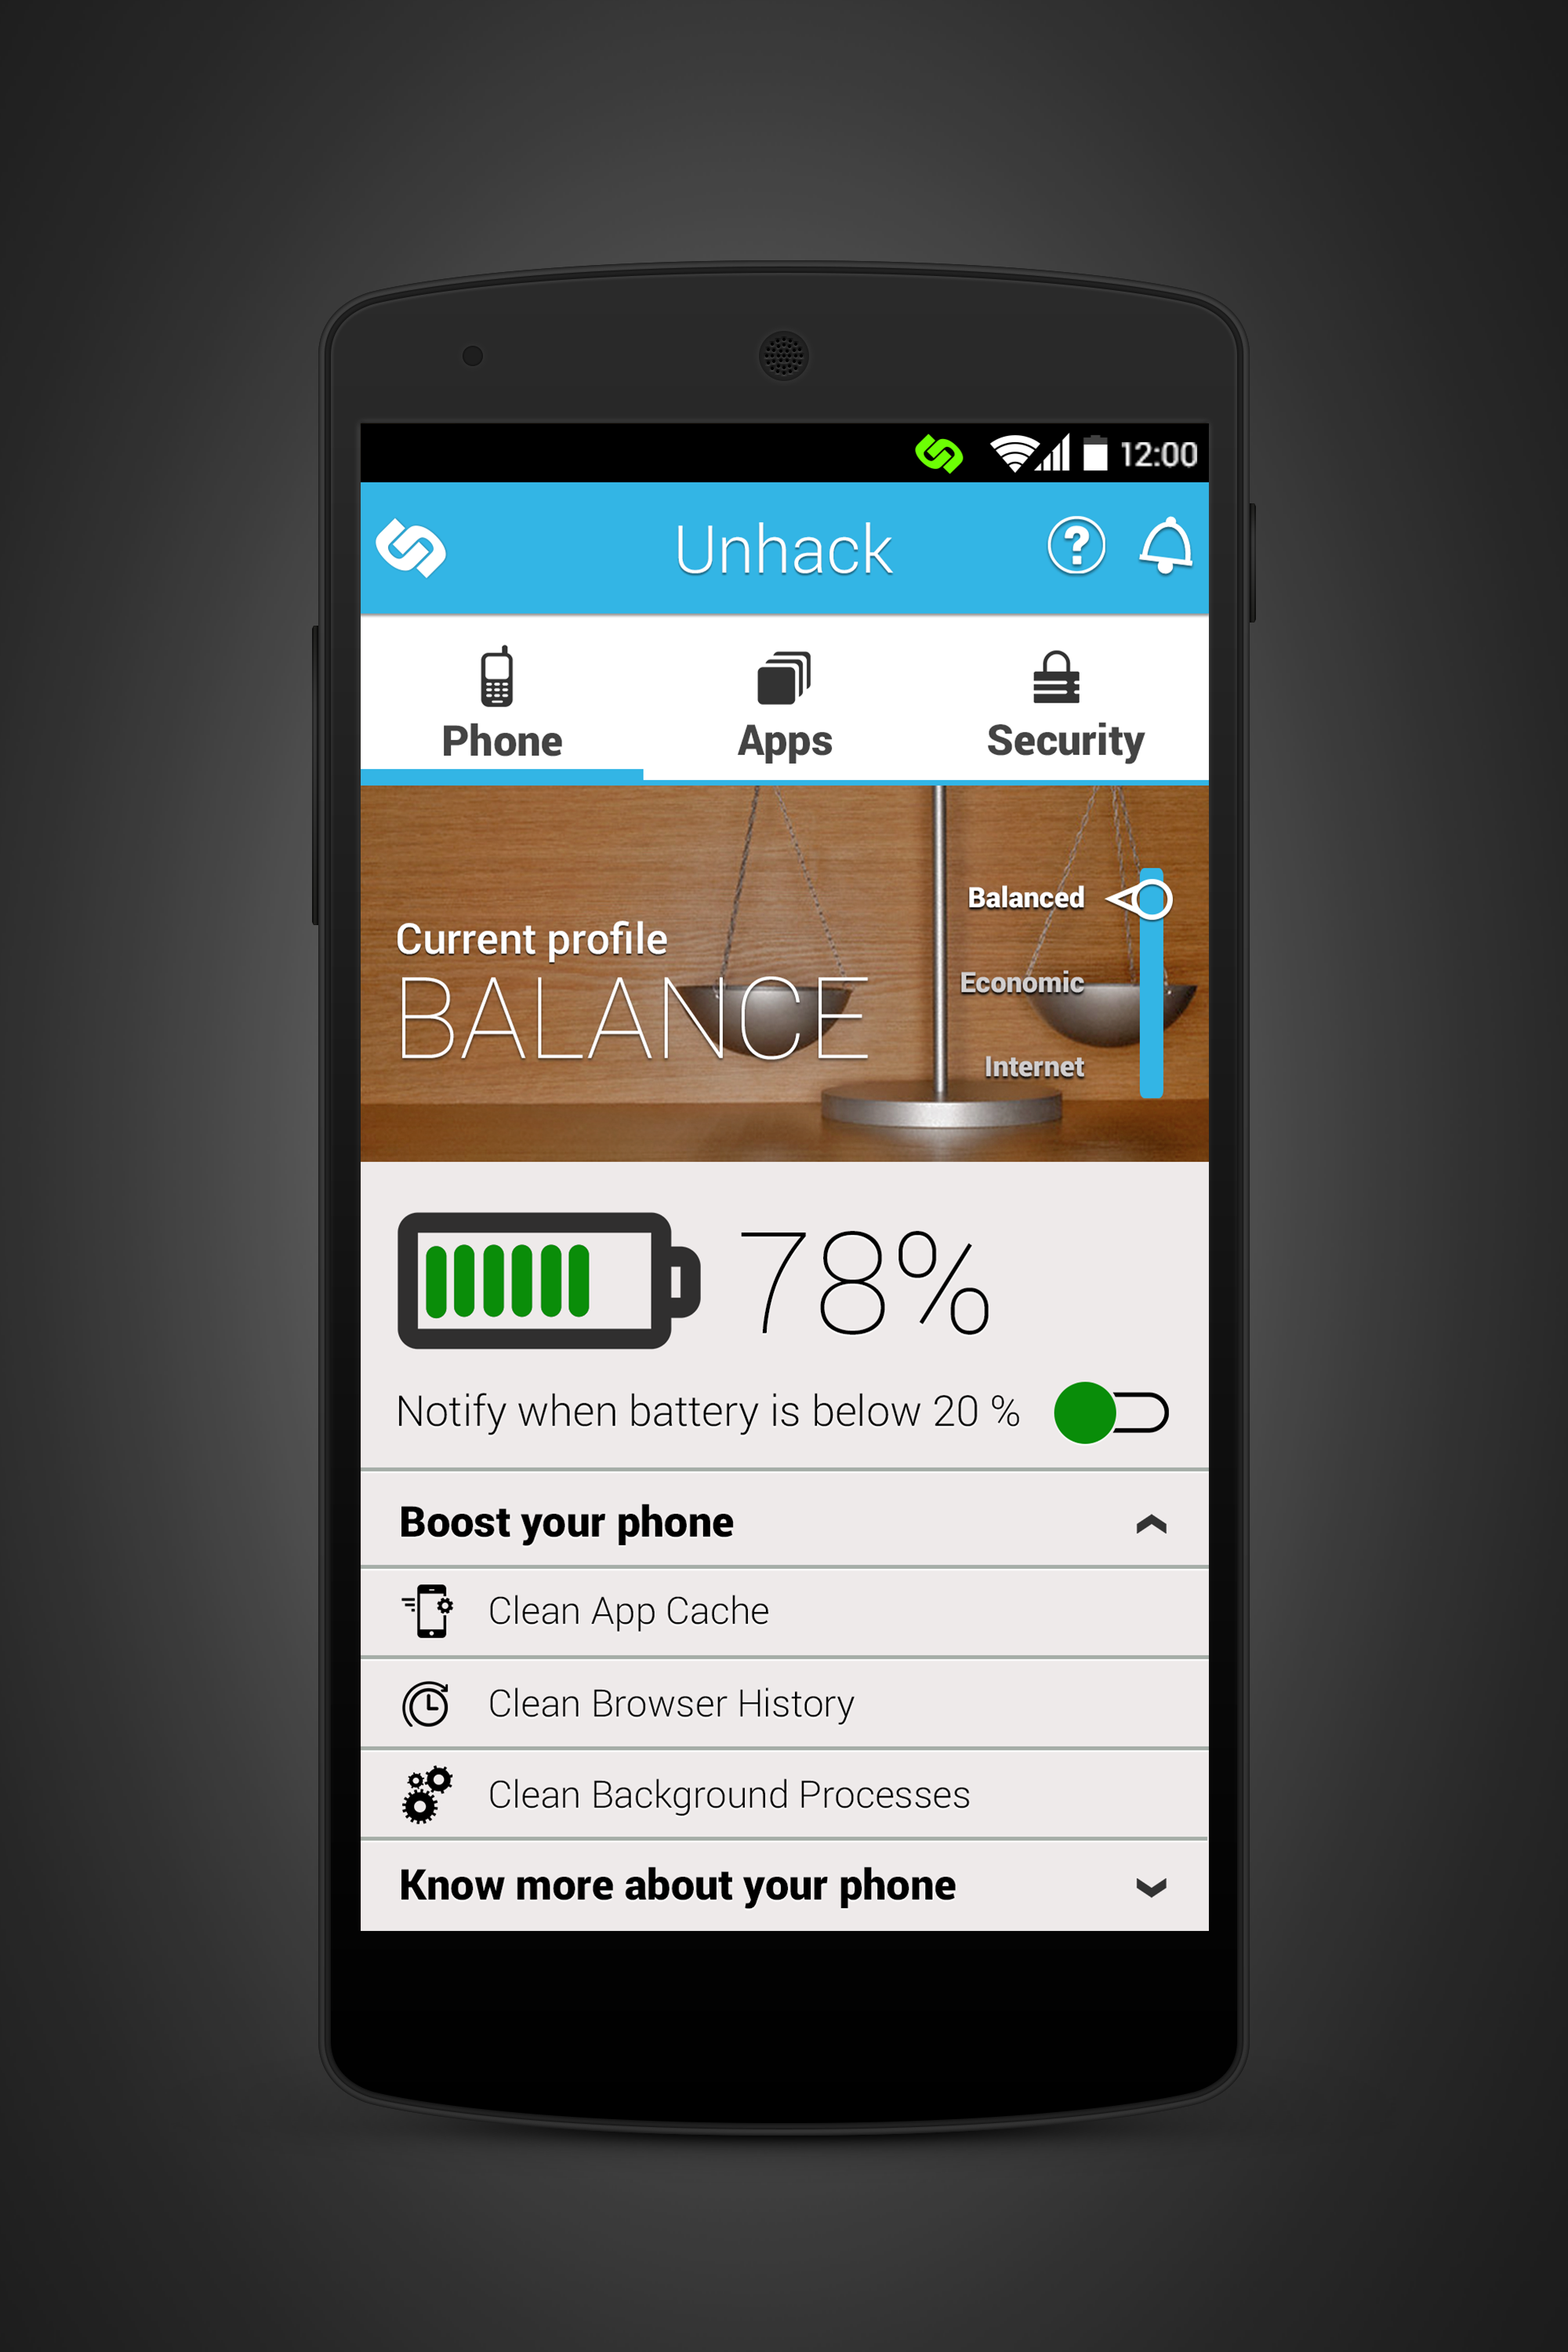 12:00
Unhack
?
Phone
Apps
Security
Balanced
Current profile
BALANCE
Economic
Internet
78%
Notify when battery is below 20 %
Boost your phone
Clean App Cache
Clean Browser History
Clean Background Processes
Know more about your phone